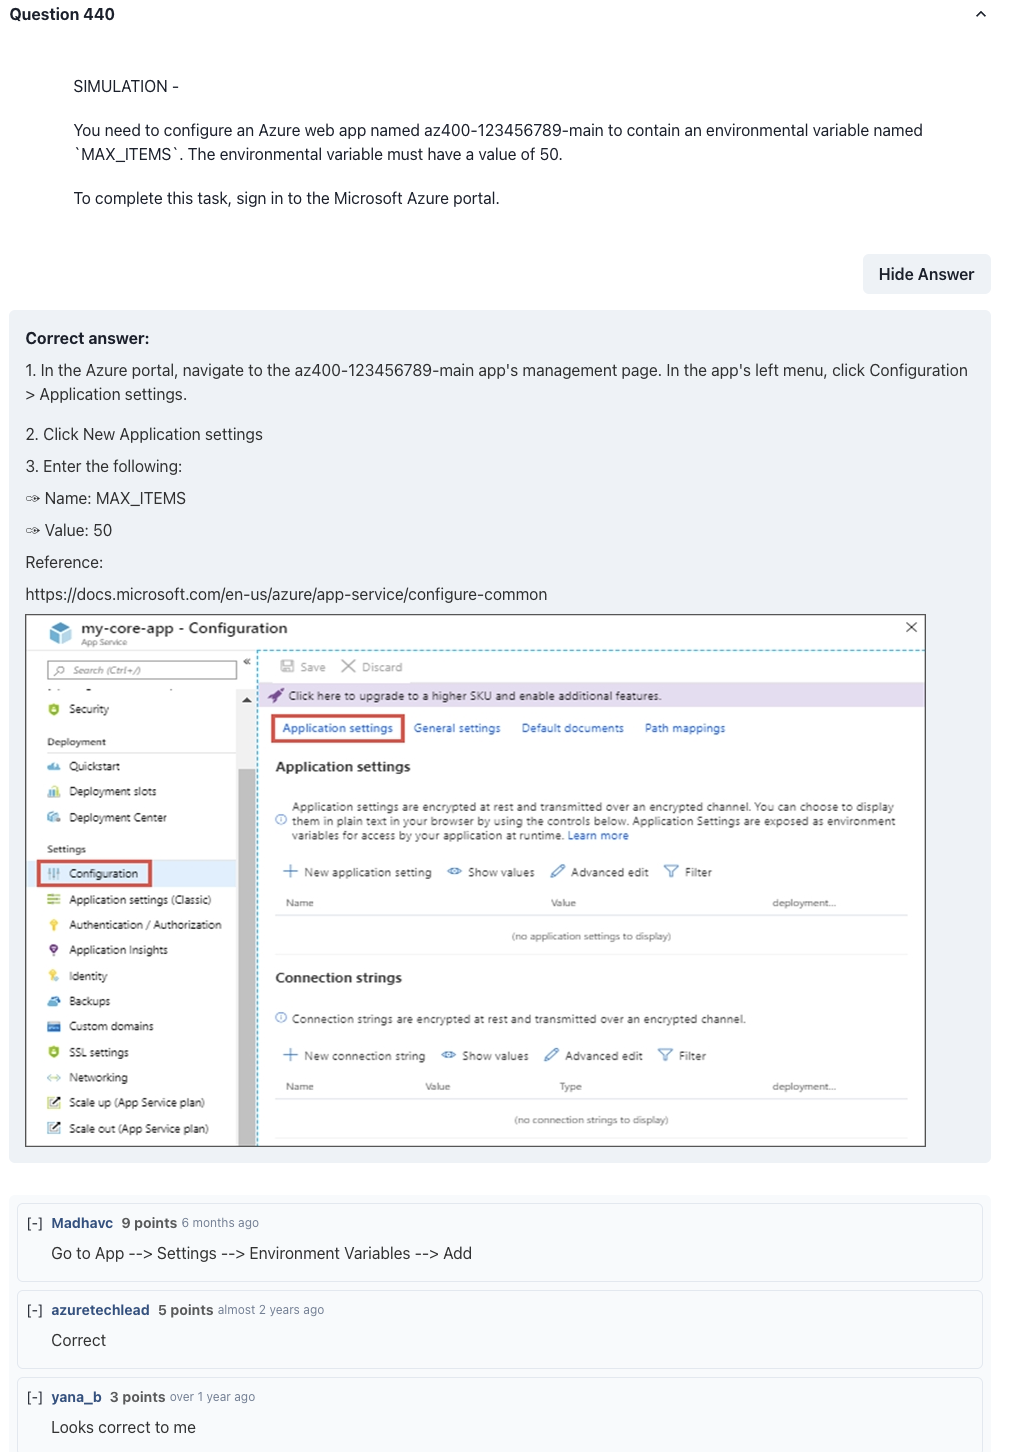 Question 440
SIMULATION -
You need to configure an Azure web app named az400-123456789-main to contain an environmental variable named
`MAX_ITEMS`. The environmental variable must have a value of 50.
To complete this task, sign in to the Microsoft Azure portal.
Hide Answer
Correct answer:
1. In the Azure portal, navigate to the az400-123456789-main app's management page. In the app's left menu, click Configuration
> Application settings.
2. Click New Application settings
3. Enter the following:
✑ Name: MAX_ITEMS
✑ Value: 50
Reference:
https://docs.microsoft.com/en-us/azure/app-service/configure-common
my-core-app - Configuration
App Service
Search (Ctrl+/)
«
Security
Deployment
Quickstart
Deployment slots
Deployment Center
Settings
Configuration
Application settings (Classic)
Authentication / Authorization
Application Insights
Identity
Backups
Custom domains
SSL settings
Networking
Scale up (App Service plan)
Scale out (App Service plan)
Save Discard
Click here to upgrade to a higher SKU and enable additional features.
Application settings General settings Default documents Path mappings
Application settings
Application settings are encrypted at rest and transmitted over an encrypted channel. You can choose to display
them in plain text in your browser by using the controls below. Application Settings are exposed as environment
variables for access by your application at runtime. Learn more
New application setting Show values Advanced edit Filter
Name Value deployment...
(no application settings to display)
Connection strings
Connection strings are encrypted at rest and transmitted over an encrypted channel.
New connection string Show values Advanced edit Filter
Name Value Type deployment...
(no connection strings to display)
[-] Madhavc 9 points 6 months ago
Go to App --> Settings --> Environment Variables --> Add
[-] azuretechlead 5 points almost 2 years ago
Correct
[-] yana_b 3 points over 1 year ago
Looks correct to me